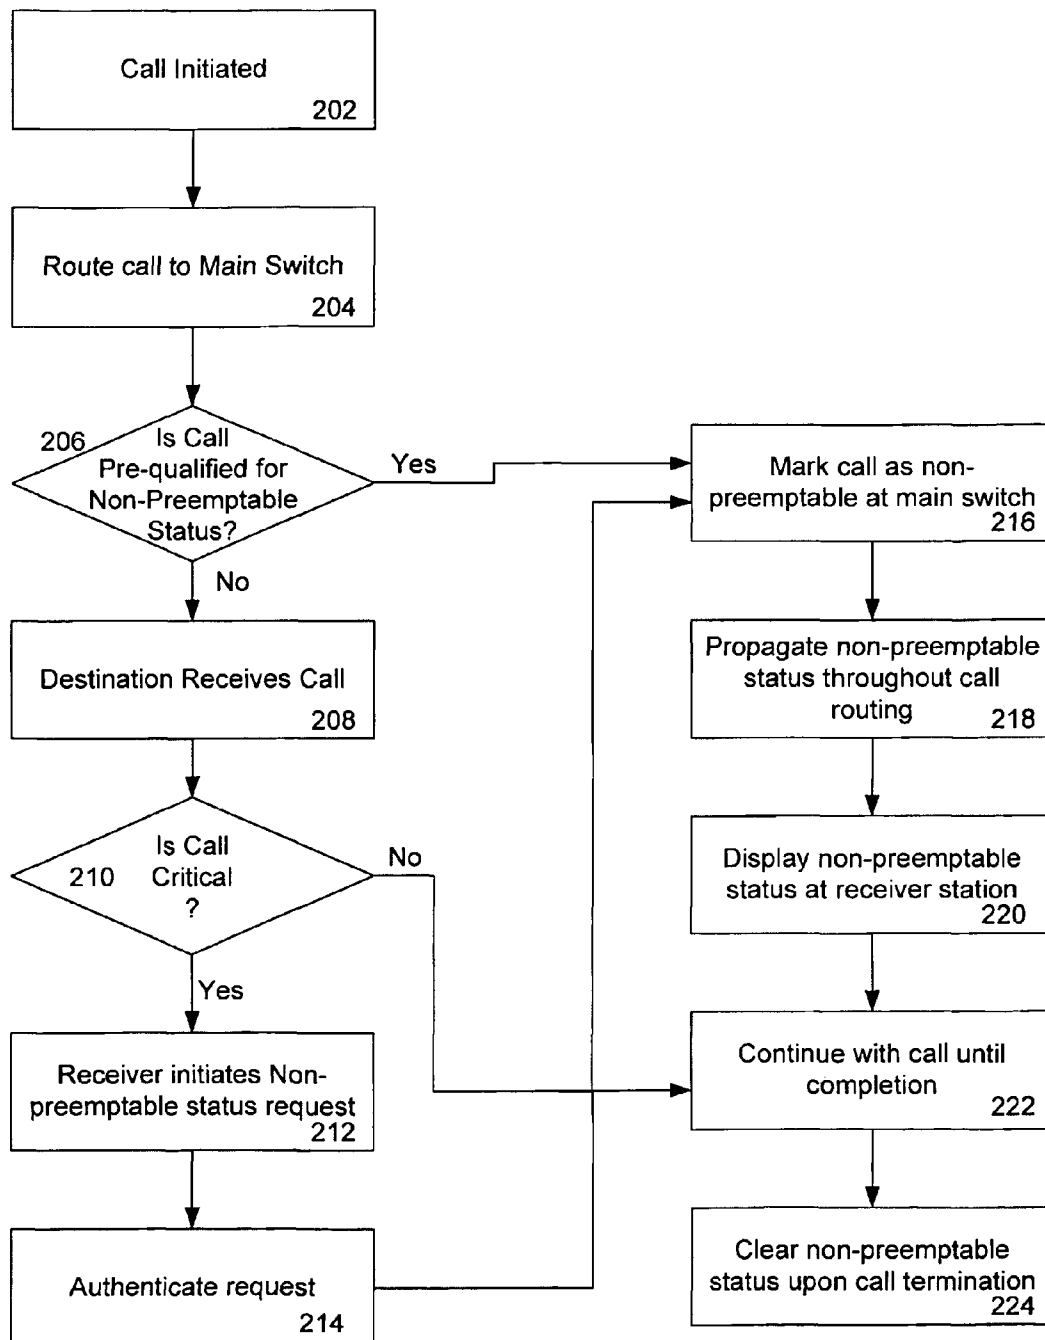 Call Initiated
202
Route call to Main Switch
204
206
Is Call
Pre-qualified for
Non-Preemptable
Status?
Yes
No
Destination Receives Call
208
210
Is Call
Critical
?
No
Yes
Receiver initiates Non-
preemptable status request
212
Authenticate request
214
Mark call as non-
preemptable at main switch
216
Propagate non-preemptable
status throughout call
routing
218
Display non-preemptable
status at receiver station
220
Continue with call until
completion
222
Clear non-preemptable
status upon call termination
224